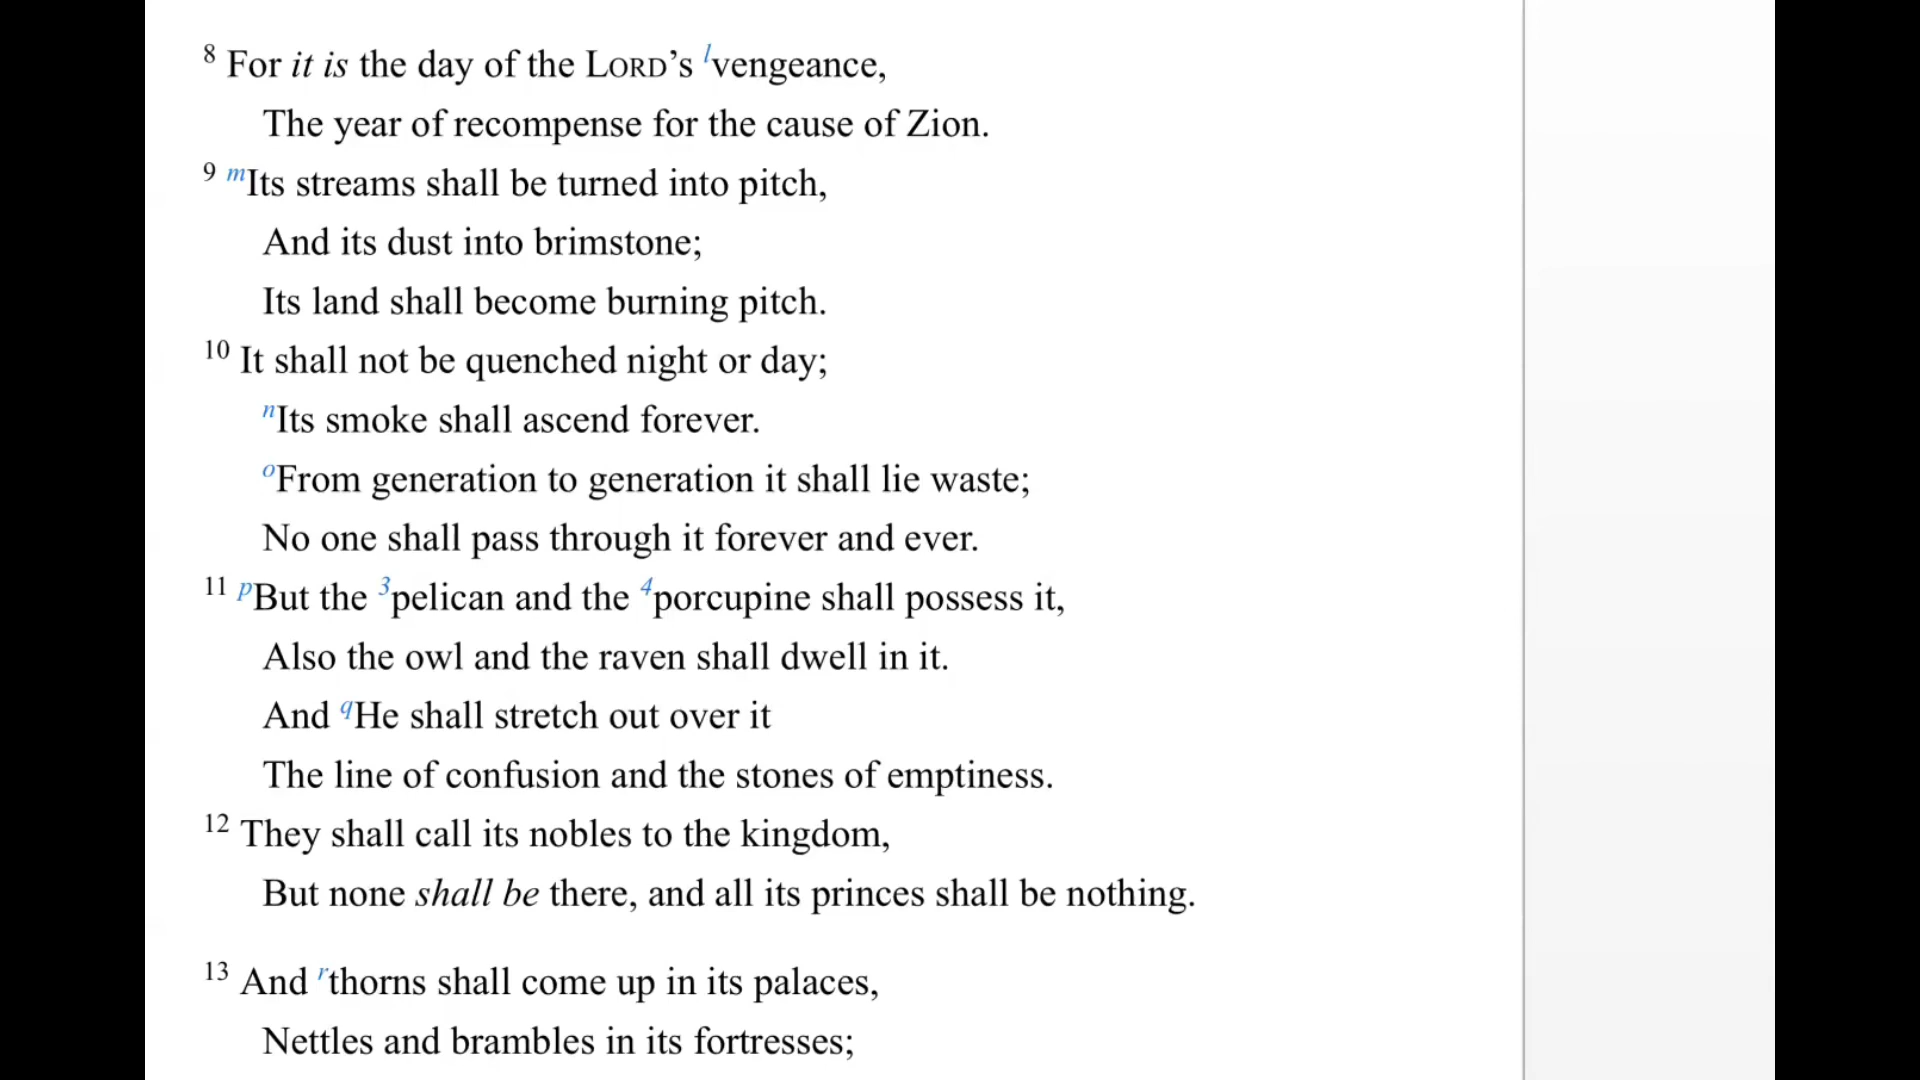 8 For it is the day of the LORD’s lvengeance,
The year of recompense for the cause of Zion.
9 mIts streams shall be turned into pitch,
And its dust into brimstone;
Its land shall become burning pitch.
10 It shall not be quenched night or day;
nIts smoke shall ascend forever.
oFrom generation to generation it shall lie waste;
No one shall pass through it forever and ever.
11 pBut the 3pelican and the 4porcupine shall possess it,
Also the owl and the raven shall dwell in it.
And qHe shall stretch out over it
The line of confusion and the stones of emptiness.
12 They shall call its nobles to the kingdom,
But none shall be there, and all its princes shall be nothing.
13 And rthorns shall come up in its palaces,
Nettles and brambles in its fortresses;